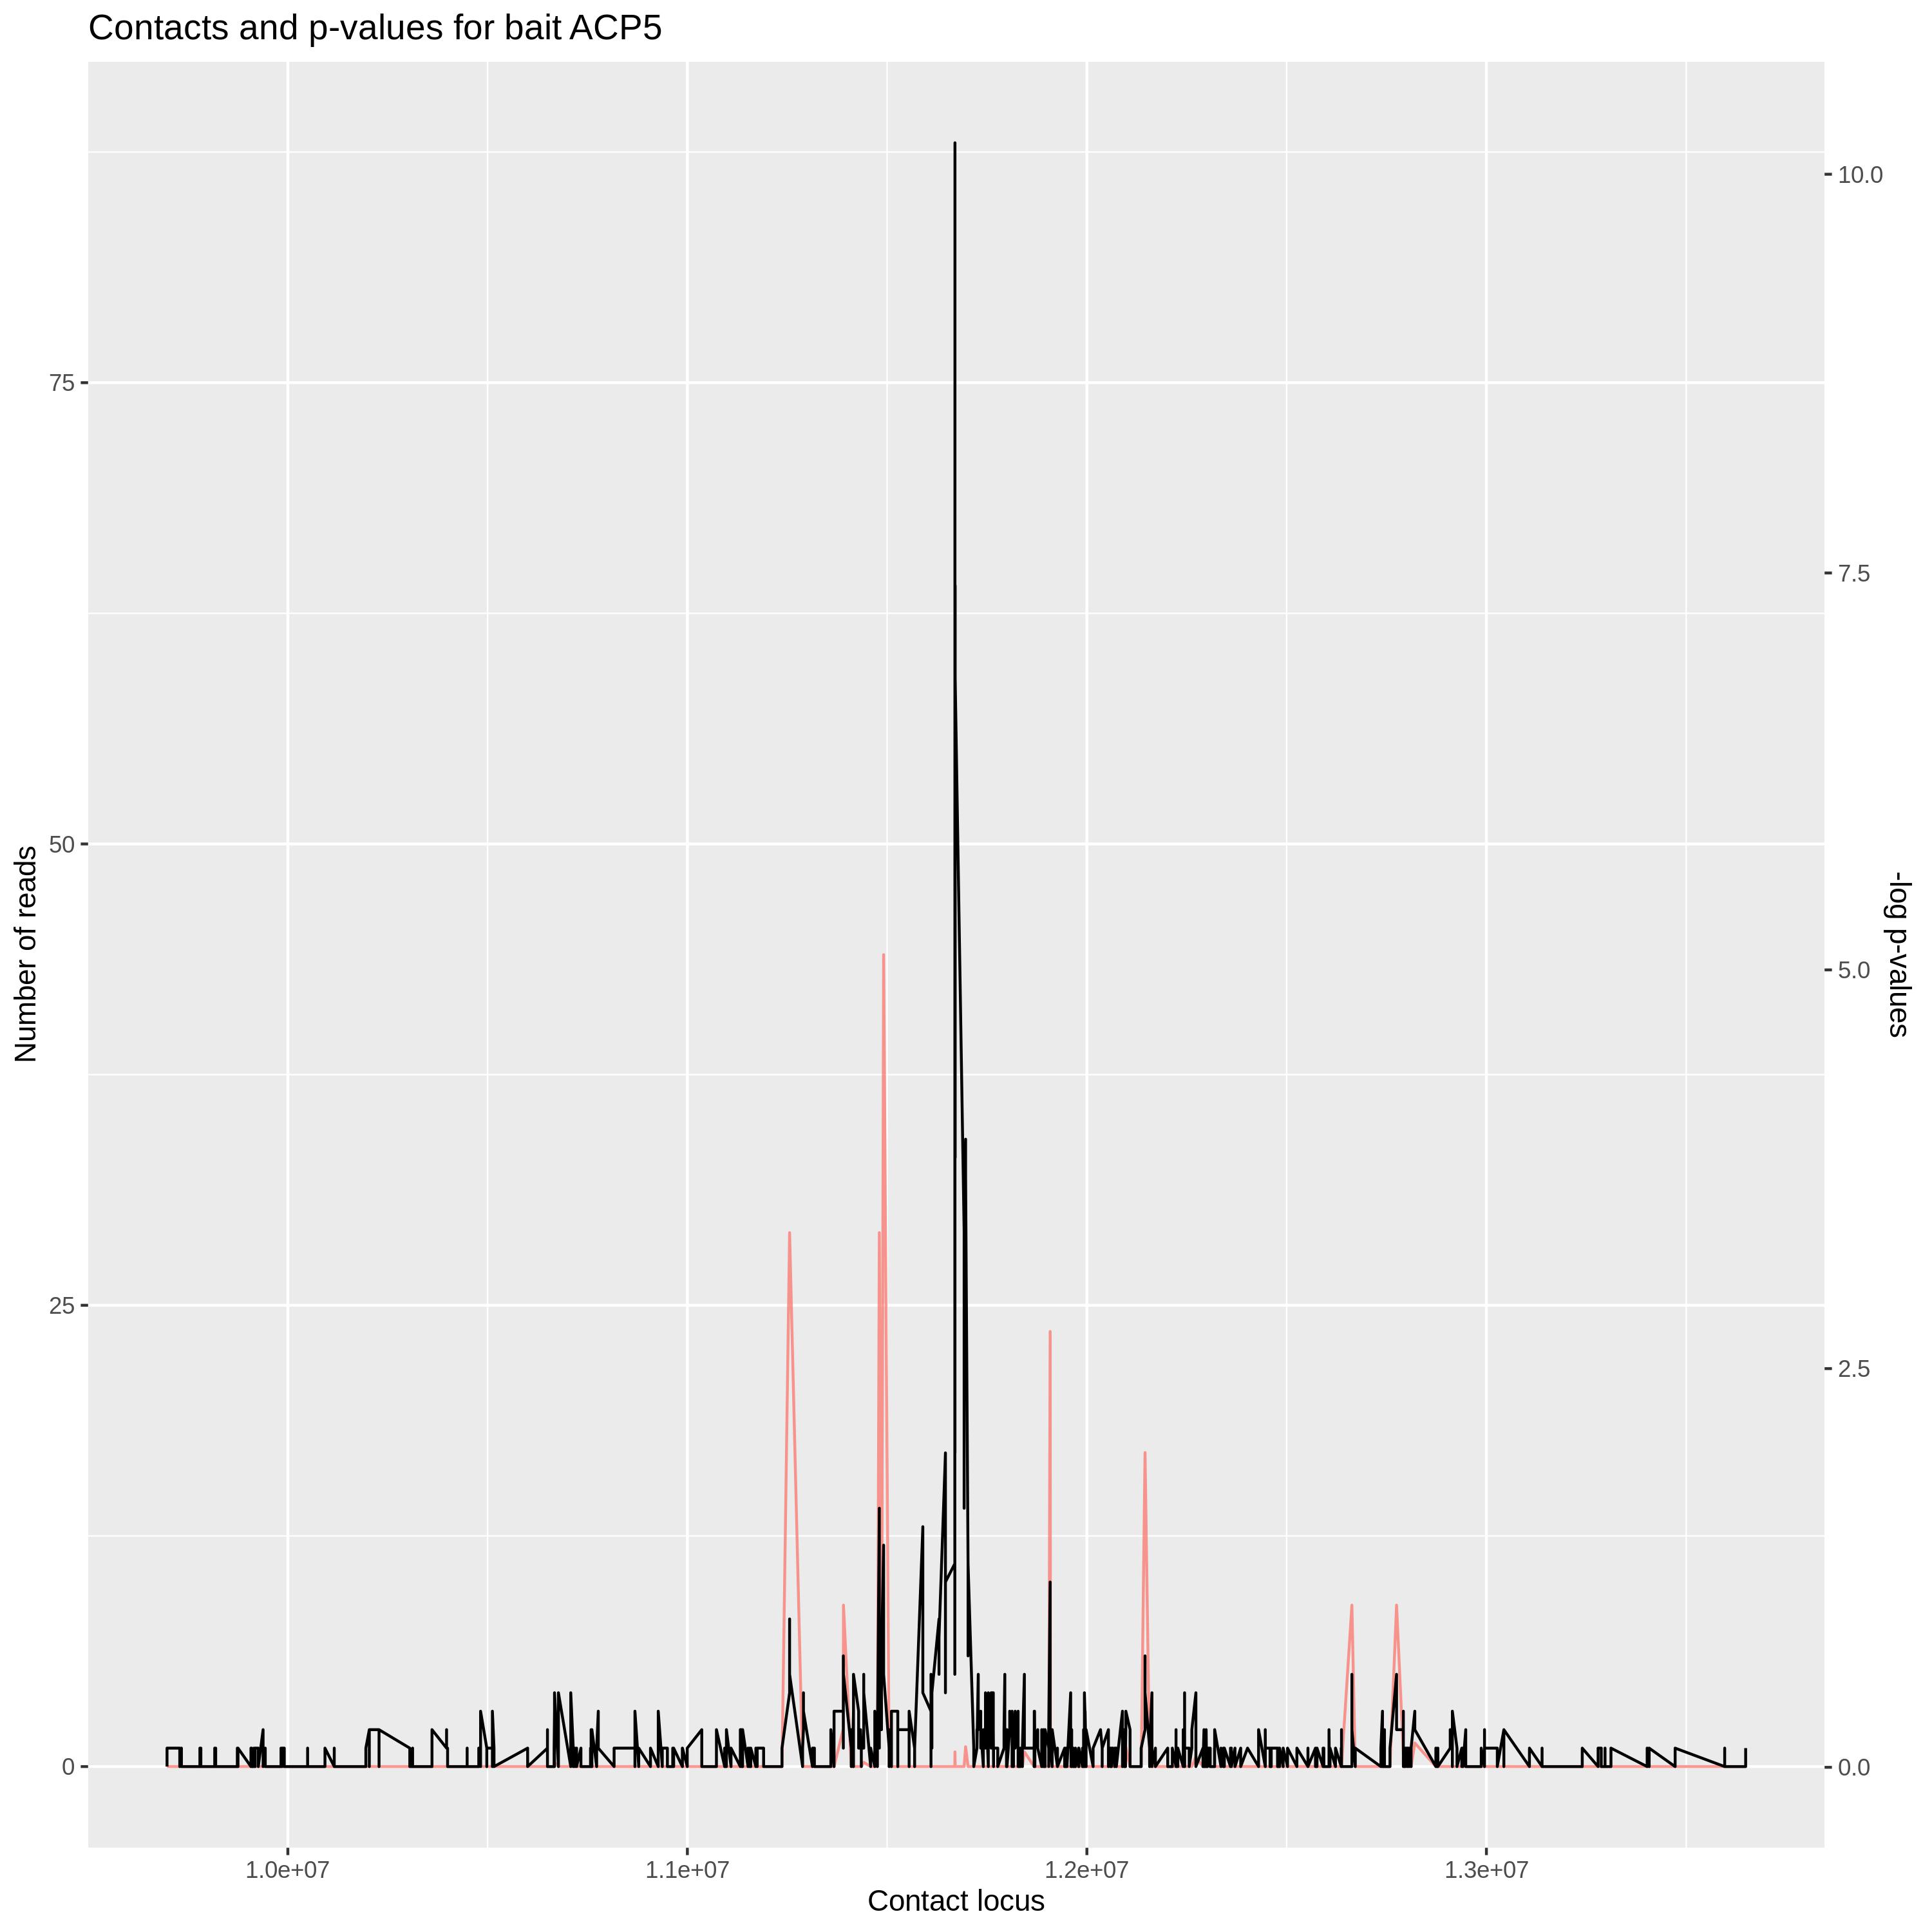 Contacts and p-values for bait ACP5
Number of reads
75
50
25
0
10.0
7.5
5.0
2.5
0.0
-log p-values
1.0e+07
1.1e+07
1.2e+07
1.3e+07
Contact locus